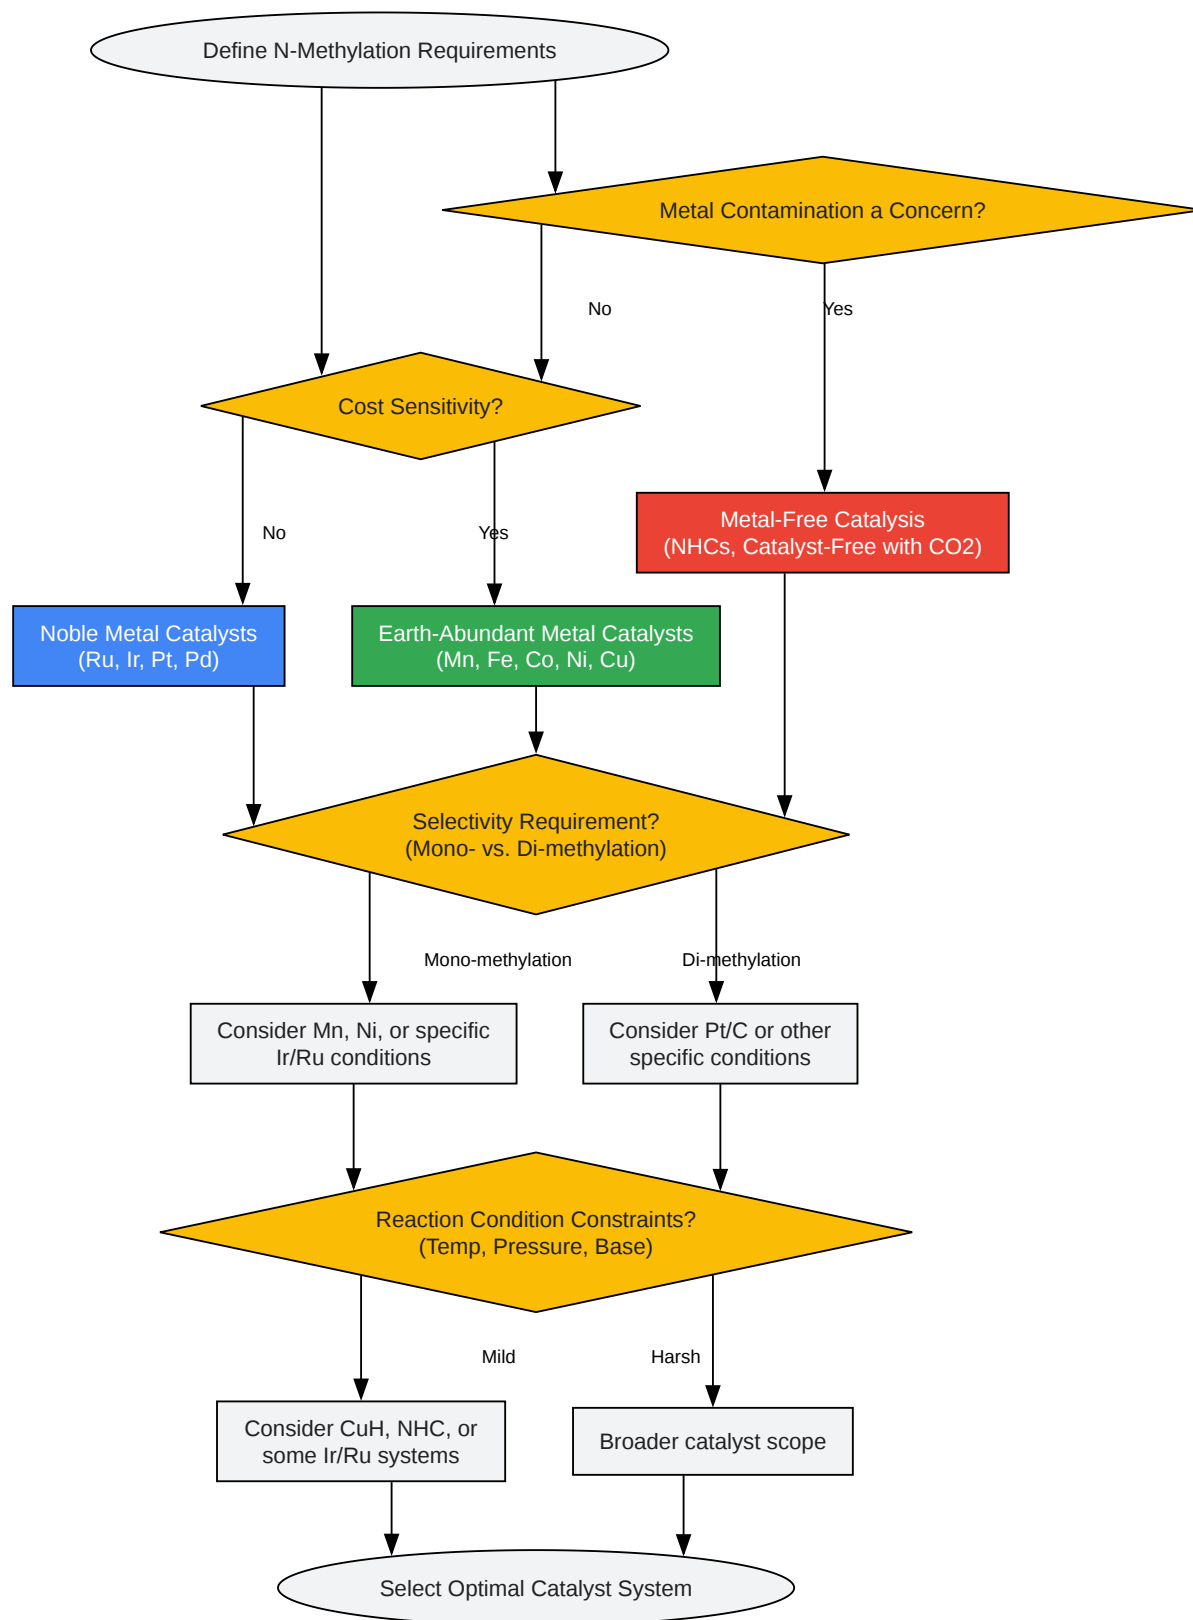 Define N-Methylation Requirements
Metal Contamination a Concern?
No
Yes
Cost Sensitivity?
No
Yes
Metal-Free Catalysis
(NHCs, Catalyst-Free with CO2)
Noble Metal Catalysts
(Ru, Ir, Pt, Pd)
Earth-Abundant Metal Catalysts
(Mn, Fe, Co, Ni, Cu)
Selectivity Requirement?
(Mono- vs. Di-methylation)
Mono-methylation
Di-methylation
Consider Mn, Ni, or specific
Ir/Ru conditions
Consider Pt/C or other
specific conditions
Reaction Condition Constraints?
(Temp, Pressure, Base)
Mild
Harsh
Consider CuH, NHC, or
some Ir/Ru systems
Broader catalyst scope
Select Optimal Catalyst System